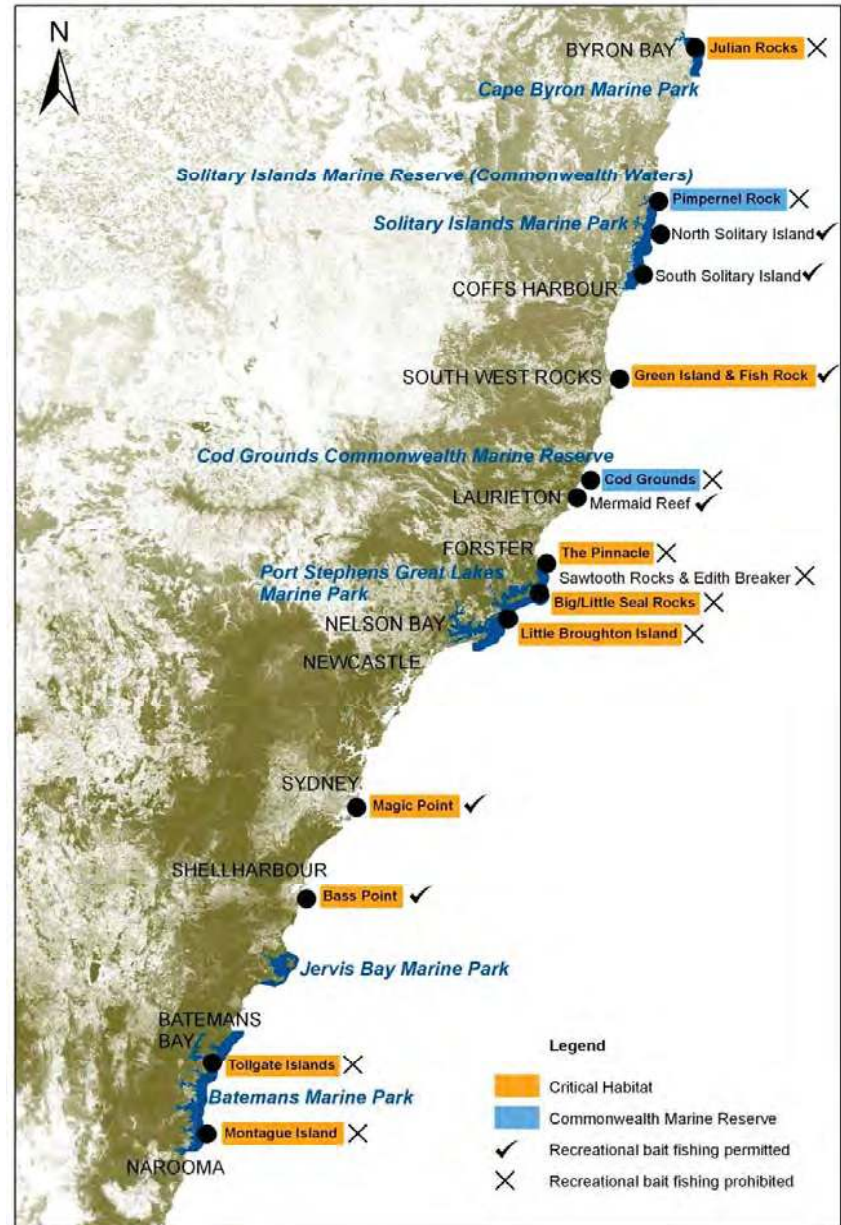 N
BYRON BAY
Julian Rocks
Cape Byron Marine Park
Solitary Islands Marine Reserve (Commonwealth Waters)
Pimpernel Rock
Solitary Islands Marine Park
North Solitary Island
South Solitary Island
COFFS HARBOUR
SOUTH WEST ROCKS
Green Island & Fish Rock
Cod Grounds Commonwealth Marine Reserve
Cod Grounds
LAURIETON
Mermaid Reef
FORSTER
The Pinnacle
Sawtooth Rocks & Edith Breaker
Port Stephens Great Lakes
Marine Park
Big/Little Seal Rocks
NELSON BAY
Little Broughton Island
NEWCASTLE
SYDNEY
Magic Point
SHELLHARBOUR
Bass Point
Jervis Bay Marine Park
BATEMANS
BAY
Tollgate Islands
Batemans Marine Park
Montague Island
NAROOMA
Legend
Critical Habitat
Commonwealth Marine Reserve
Recreational bait fishing permitted
Recreational bait fishing prohibited